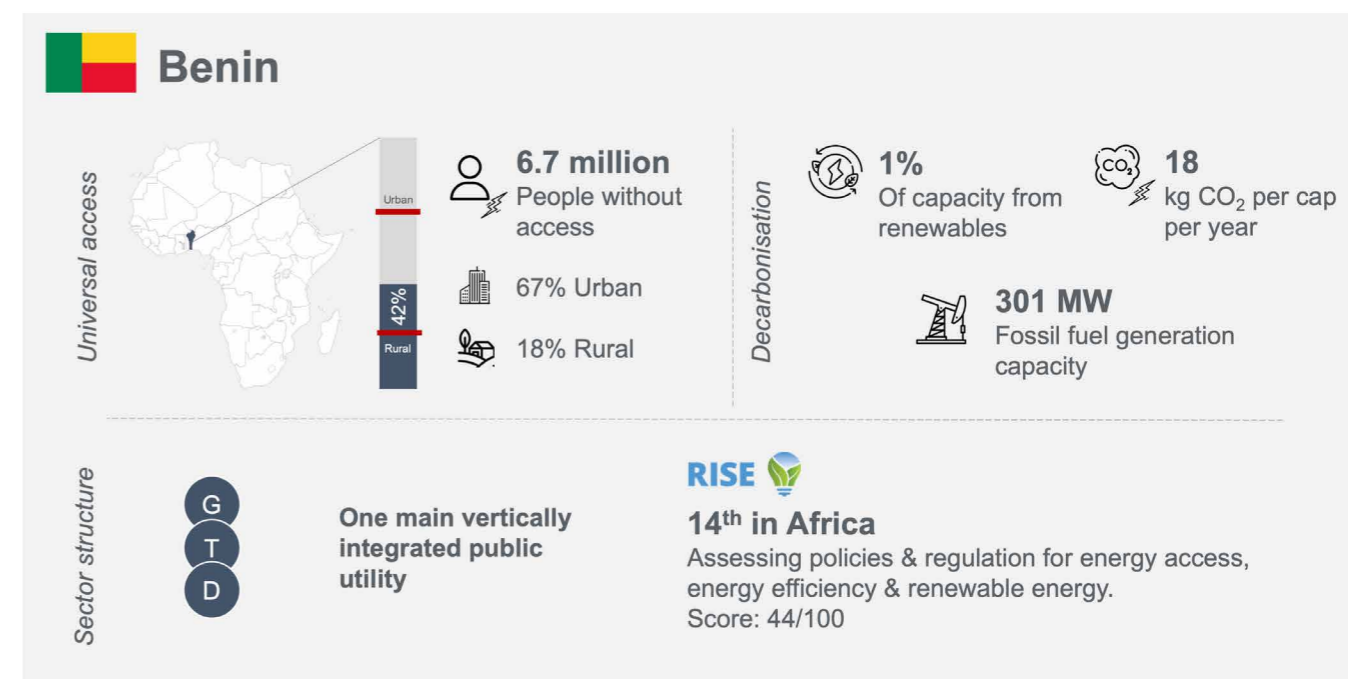 Benin
Universal access
Urban
42%
Rural
6.7 million
People without
access
67% Urban
18% Rural
Decarbonisation
1%
Of capacity from
renewables
CO₂
18
kg CO₂ per cap
per year
301 MW
Fossil fuel generation
capacity
Sector structure
G
T
D
One main vertically
integrated public
utility
RISE
14th in Africa
Assessing policies & regulation for energy access,
energy efficiency & renewable energy.
Score: 44/100